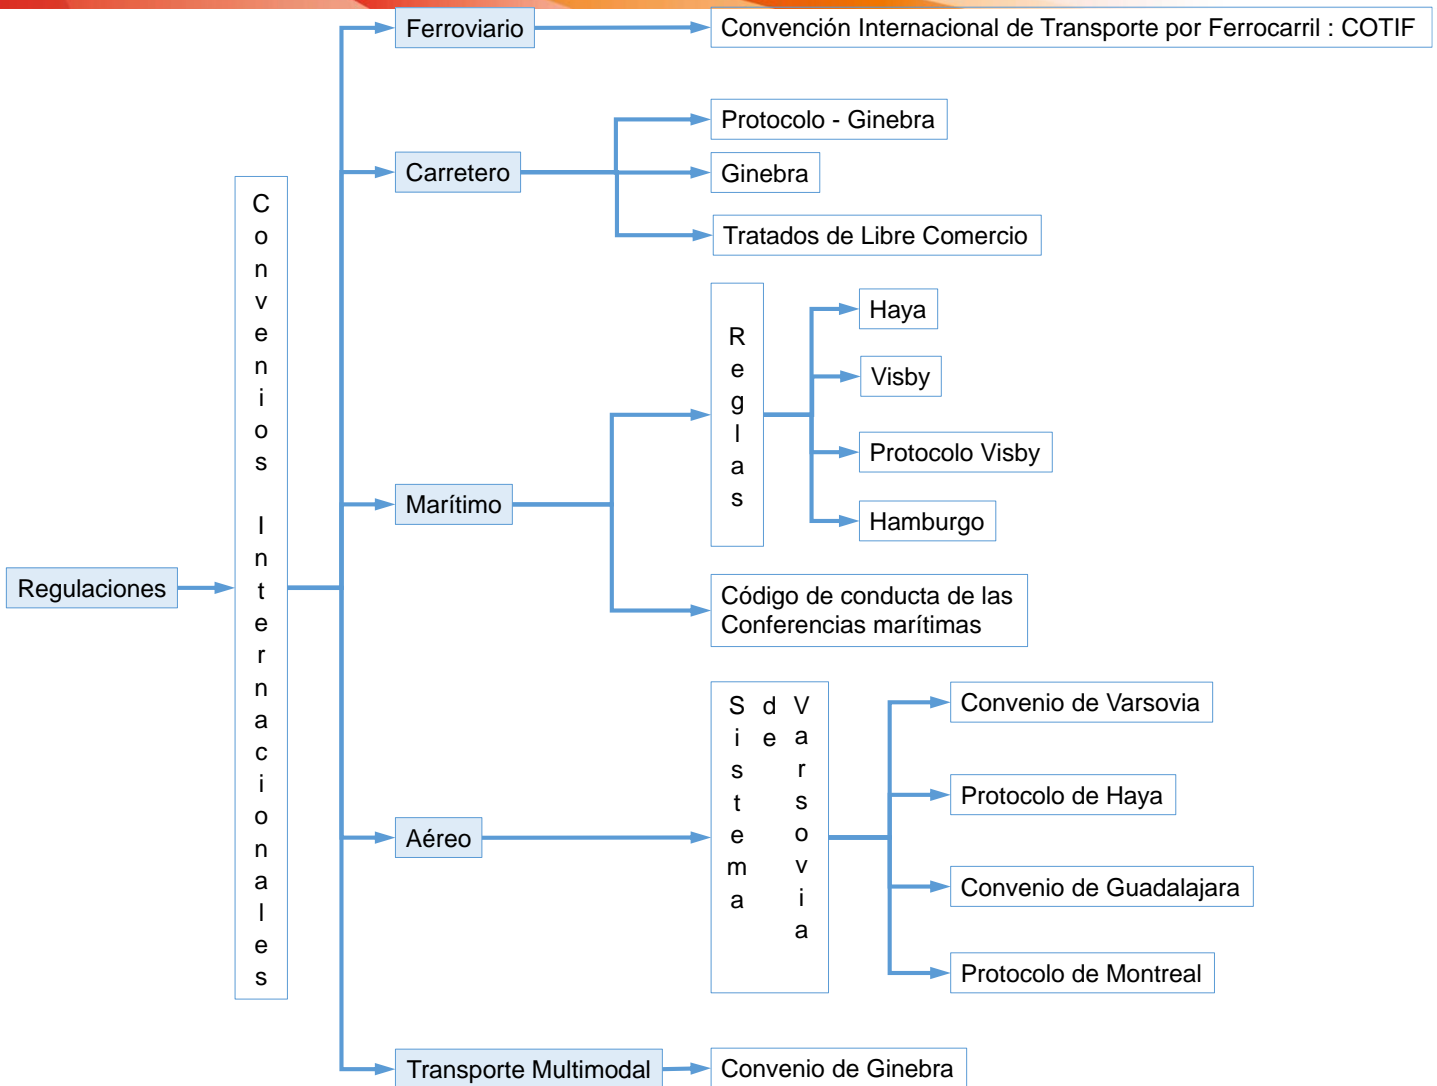 Regulaciones
Convenios Internacionales
Ferroviario
Convención Internacional de Transporte por Ferrocarril : COTIF
Carretero
Protocolo - Ginebra
Ginebra
Tratados de Libre Comercio
Marítimo
Reglas
Haya
Visby
Protocolo Visby
Hamburgo
Código de conducta de las
Conferencias marítimas
Aéreo
Sistema de Varsovia
Convenio de Varsovia
Protocolo de Haya
Convenio de Guadalajara
Protocolo de Montreal
Transporte Multimodal
Convenio de Ginebra